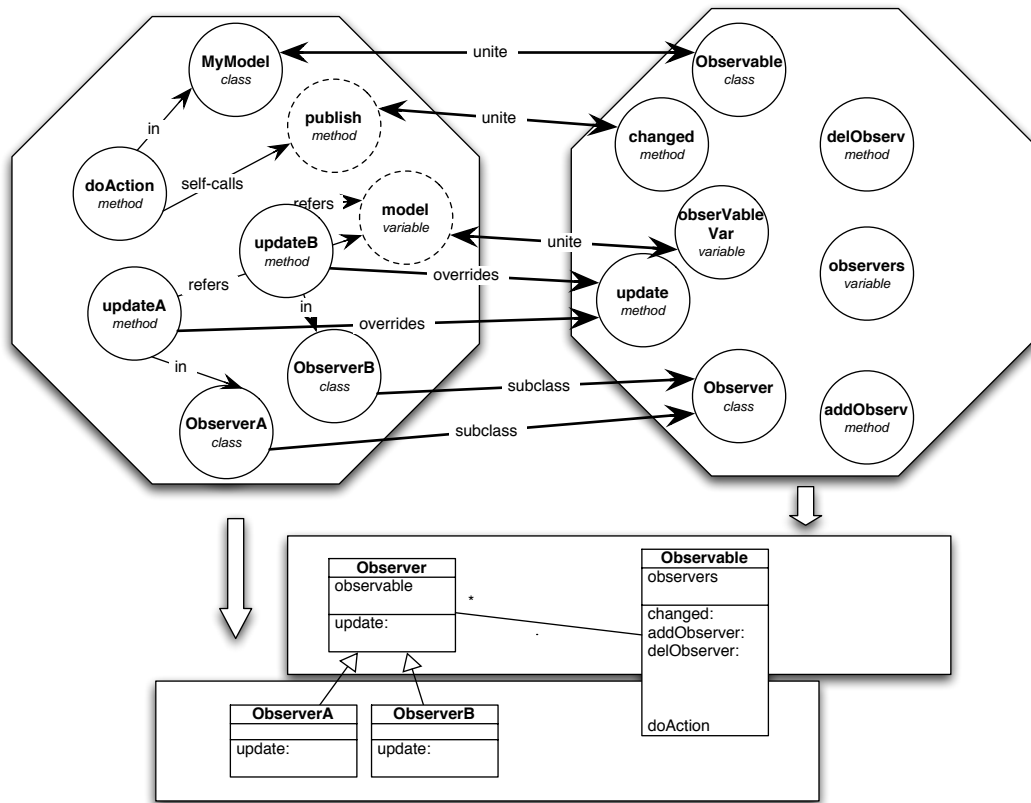 MyModel
class
unite
Observable
class
publish
method
unite
changed
method
delObserv
method
in
doAction
method
self-calls
refers
model
variable
obserVable
Var
variable
unite
updateB
method
overrides
observers
variable
refers
update
method
updateA
method
in
overrides
in
ObserverB
class
subclass
Observer
class
ObserverA
class
subclass
addObserv
method
Observer
observable
update:
*
.
Observable
observers
changed:
addObserver:
delObserver:
doAction
ObserverA
update:
ObserverB
update: